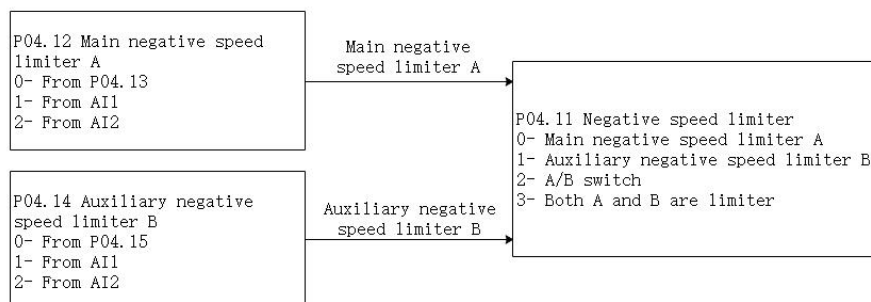 P04.12 Main negative speed
limiter A
0- From P04.13
1- From AI1
2- From AI2
Main negative
speed limiter A
P04.14 Auxiliary negative
speed limiter B
0- From P04.15
1- From AI1
2- From AI2
Auxiliary negative
speed limiter B
P04.11 Negative speed limiter
0- Main negative speed limiter A
1- Auxiliary negative speed limiter B
2- A/B switch
3- Both A and B are limiter